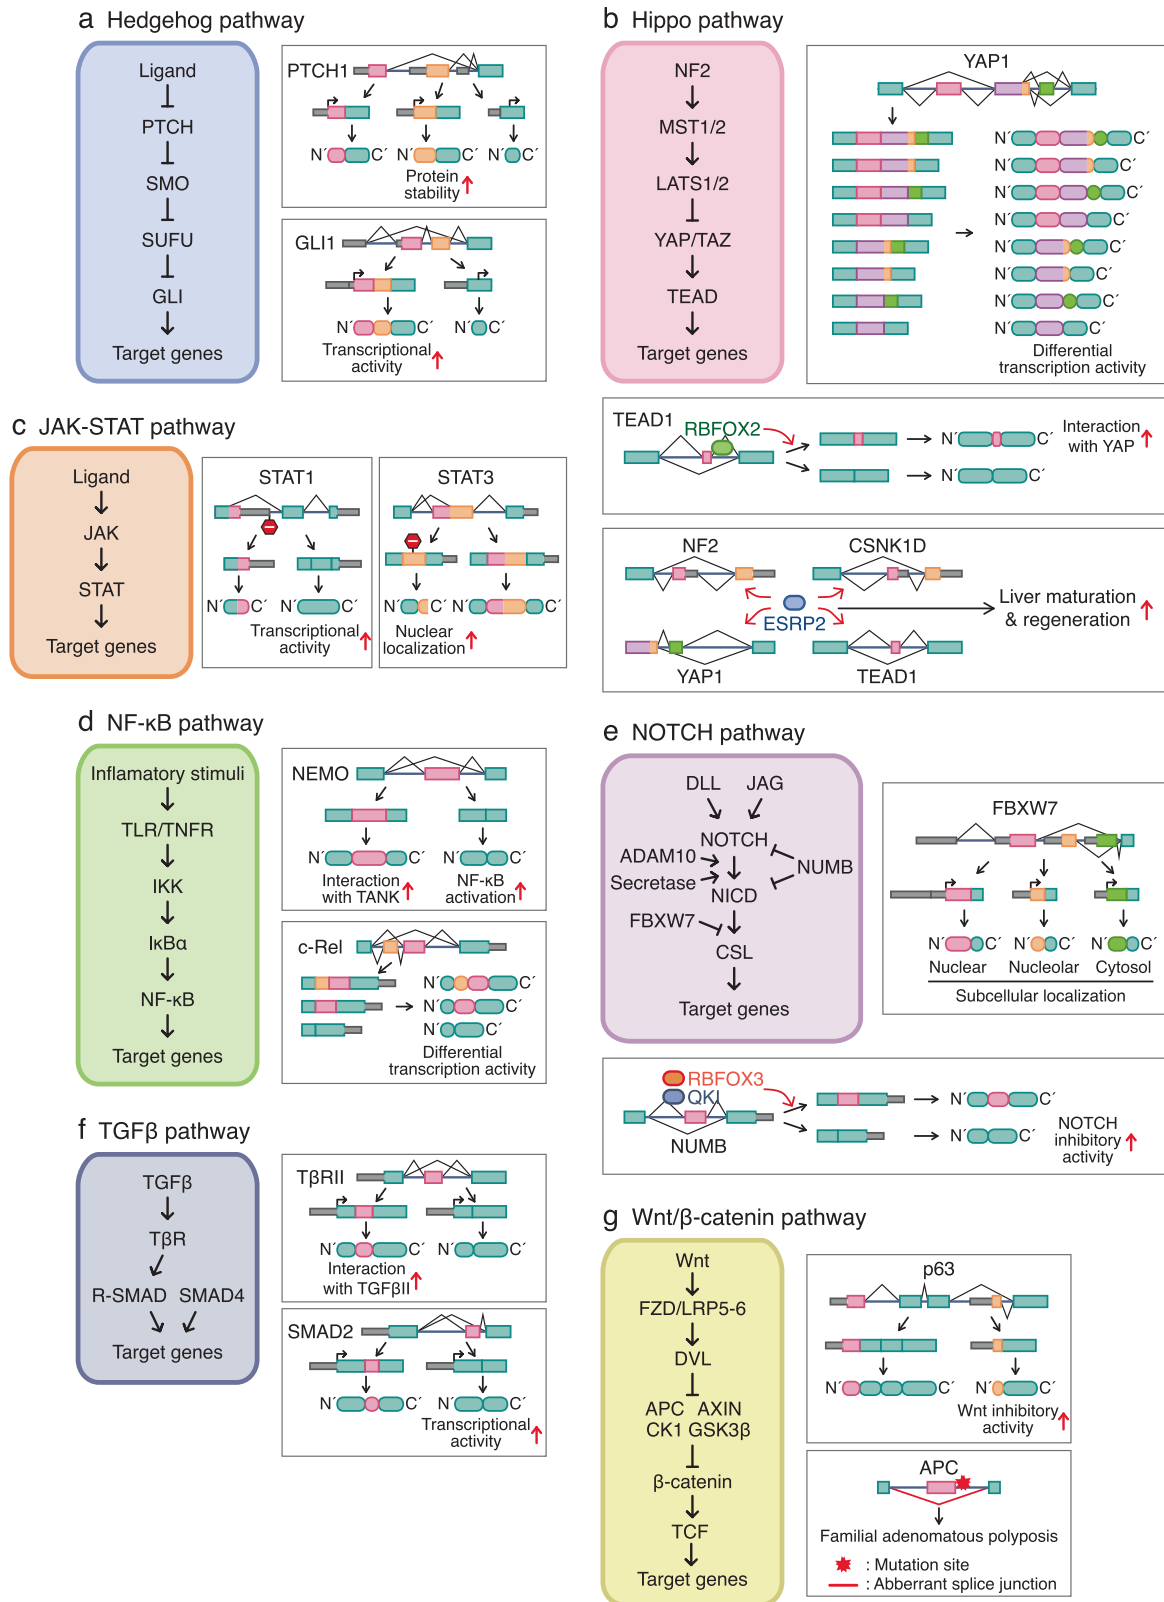 a Hedgehog pathway
Ligand
PTCH
SMO
SUFU
GLI
Target genes
PTCH1
N´ C´ N´ C´ N´ C´
Protein
stability
GLI1
N´ C´ N´ C´
Transcriptional
activity
b Hippo pathway
NF2
MST1/2
LATS1/2
YAP/TAZ
TEAD
Target genes
YAP1
N´ C´
N´ C´
N´ C´
N´ C´
N´ C´
N´ C´
N´ C´
N´ C´
Differential
transcription activity
TEAD1
RBFOX2
N´ C´
N´ C´
Interaction
with YAP
NF2 CSNK1D
ESRP2
YAP1 TEAD1
Liver maturation
& regeneration
c JAK-STAT pathway
Ligand
JAK
STAT
Target genes
STAT1
N´ C´ N´ C´
Transcriptional
activity
STAT3
N´ C´ N´ C´
Nuclear
localization
d NF-κB pathway
Inflamatory stimuli
TLR/TNFR
IKK
IκBα
NF-κB
Target genes
NEMO
N´ C´ N´ C´
Interaction
with TANK
NF-κB
activation
c-Rel
N´ C´
N´ C´
N´ C´
Differential
transcription activity
e NOTCH pathway
DLL JAG
NOTCH
ADAM10
NUMB
Secretase
NICD
FBXW7
CSL
Target genes
FBXW7
N´ C´ N´ C´ N´ C´
Nuclear Nucleolar Cytosol
Subcellular localization
RBFOX3
QKI
NUMB
N´ C´
N´ C´
NOTCH
inhibitory
activity
f TGFβ pathway
TGFβ
TβR
R-SMAD SMAD4
Target genes
TβRII
N´ C´ N´ C´
Interaction
with TGFβII
SMAD2
N´ C´ N´ C´
Transcriptional
activity
g Wnt/β-catenin pathway
Wnt
FZD/LRP5-6
DVL
APC AXIN
CK1 GSK3β
β-catenin
TCF
Target genes
p63
N´ C´ N´ C´
Wnt inhibitory
activity
APC
Familial adenomatous polyposis
: Mutation site
: Abberrant splice junction